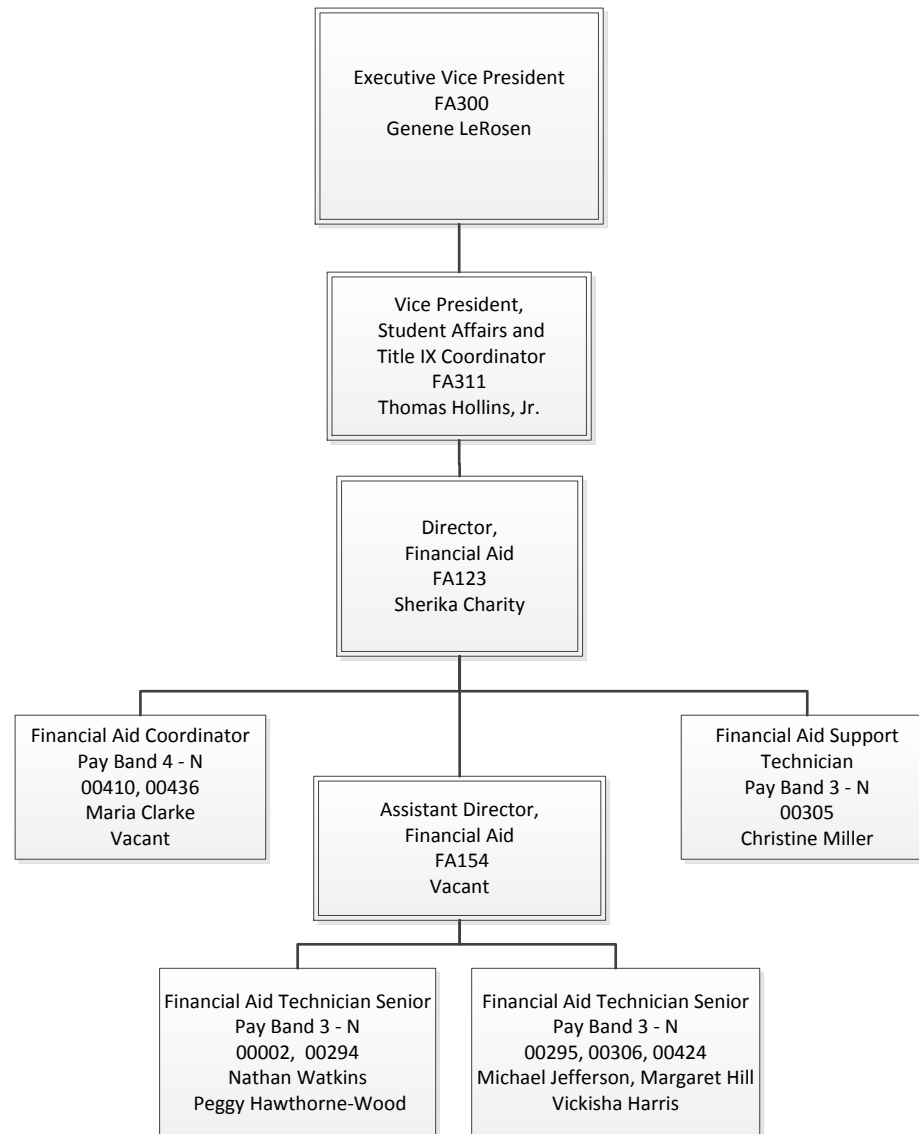 Executive Vice President
FA300
Genene LeRosen
Vice President,
Student Affairs and
Title IX Coordinator
FA311
Thomas Hollins, Jr.
Director,
Financial Aid
FA123
Sherika Charity
Financial Aid Coordinator
Pay Band 4 - N
00410, 00436
Maria Clarke
Vacant
Assistant Director,
Financial Aid
FA154
Vacant
Financial Aid Support
Technician
Pay Band 3 - N
00305
Christine Miller
Financial Aid Technician Senior
Pay Band 3 - N
00002, 00294
Nathan Watkins
Peggy Hawthorne-Wood
Financial Aid Technician Senior
Pay Band 3 - N
00295, 00306, 00424
Michael Jefferson, Margaret Hill
Vickisha Harris